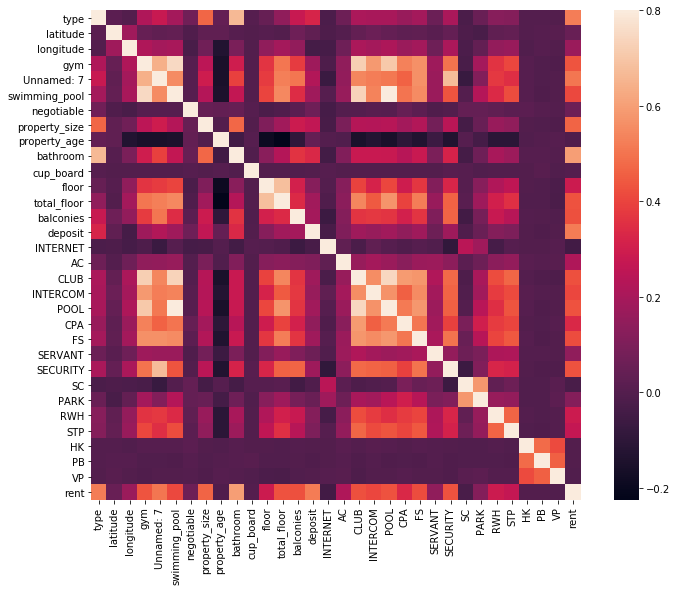 type
latitude
longitude
gym
Unnamed: 7
swimming_pool
negotiable
property_size
property_age
bathroom
cup_board
floor
total_floor
balconies
deposit
INTERNET
AC
CLUB
INTERCOM
POOL
CPA
FS
SERVANT
SECURITY
SC
PARK
RWH
STP
HK
PB
VP
rent
type
latitude
longitude
gym
Unnamed: 7
swimming_pool
negotiable
property_size
property_age
bathroom
cup_board
floor
total_floor
balconies
deposit
INTERNET
AC
CLUB
INTERCOM
POOL
CPA
FS
SERVANT
SECURITY
SC
PARK
RWH
STP
HK
PB
VP
rent
0.8
0.6
0.4
0.2
0.0
−0.2